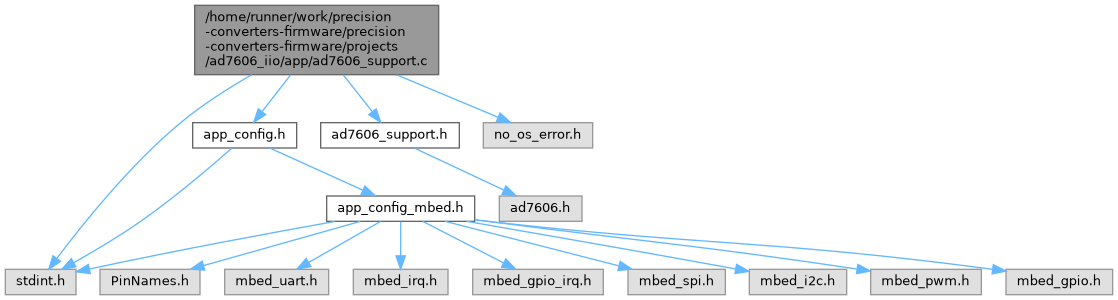 /home/runner/work/precision
-converters-firmware/precision
-converters-firmware/projects
/ad7606_iio/app/ad7606_support.c
app_config.h
ad7606_support.h
no_os_error.h
app_config_mbed.h
ad7606.h
stdint.h
PinNames.h
mbed_uart.h
mbed_irq.h
mbed_gpio_irq.h
mbed_spi.h
mbed_i2c.h
mbed_pwm.h
mbed_gpio.h